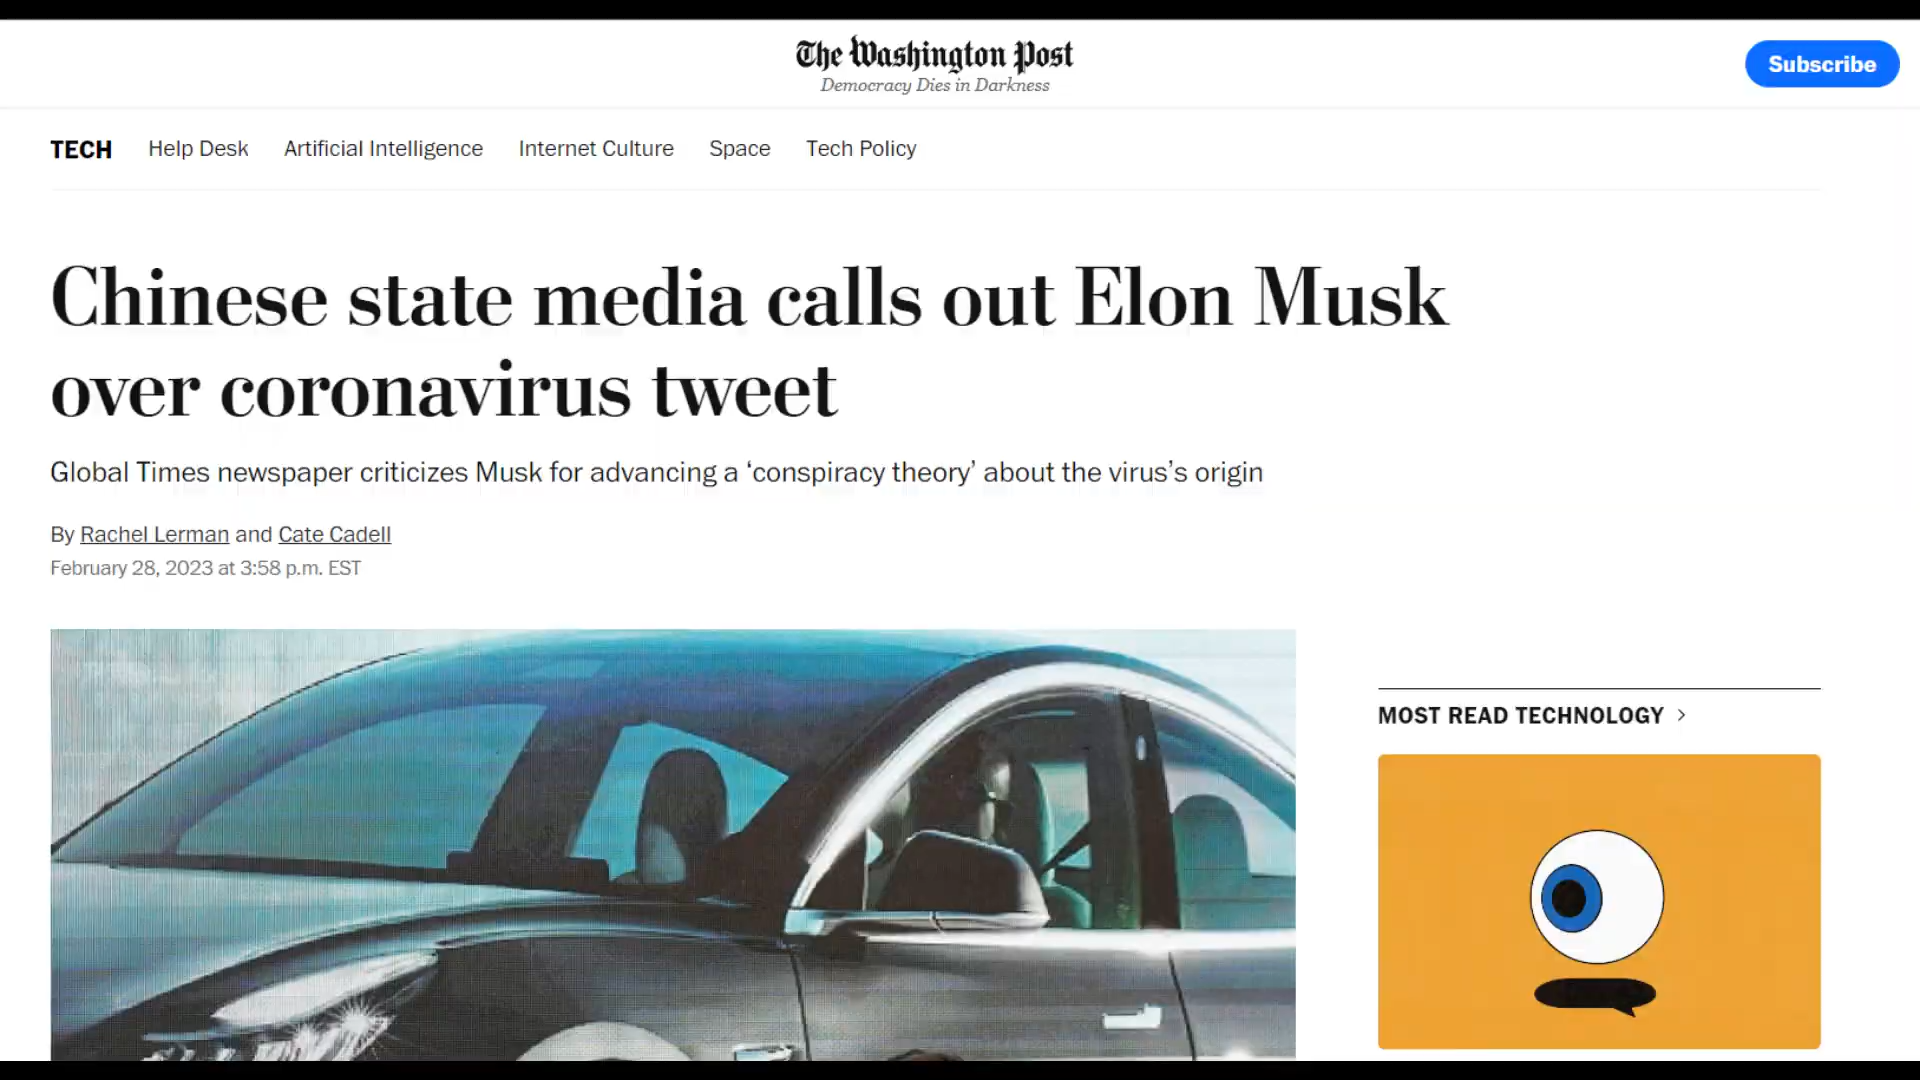 The Washington Post
Democracy Dies in Darkness
Subscribe
TECH Help Desk Artificial Intelligence Internet Culture Space Tech Policy
Chinese state media calls out Elon Musk
over coronavirus tweet
Global Times newspaper criticizes Musk for advancing a ‘conspiracy theory’ about the virus’s origin
By Rachel Lerman and Cate Cadell
February 28, 2023 at 3:58 p.m. EST
MOST READ TECHNOLOGY >